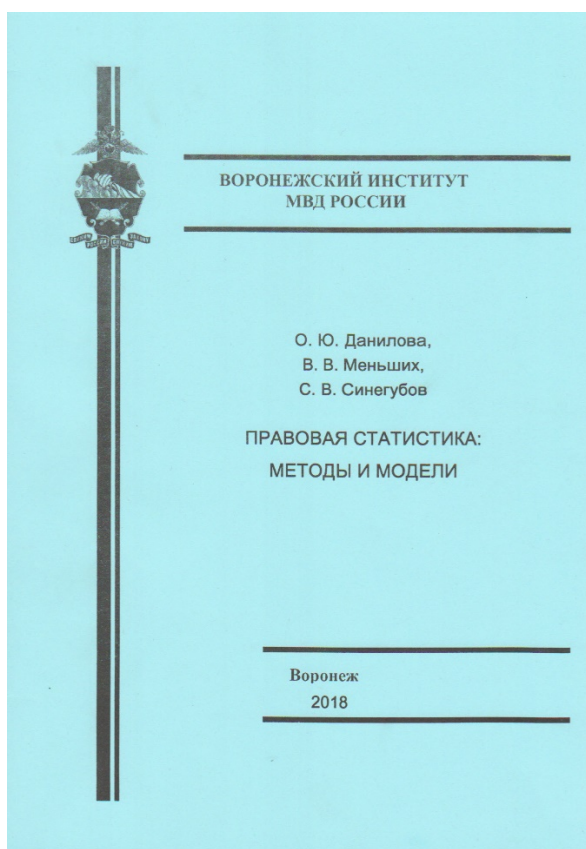 ВОРОНЕЖСКИЙ ИНСТИТУТ
МВД РОССИИ
О. Ю. Данилова,
В. В. Меньших,
С. В. Синегубов
ПРАВОВАЯ СТАТИСТИКА:
МЕТОДЫ И МОДЕЛИ
Воронеж
2018